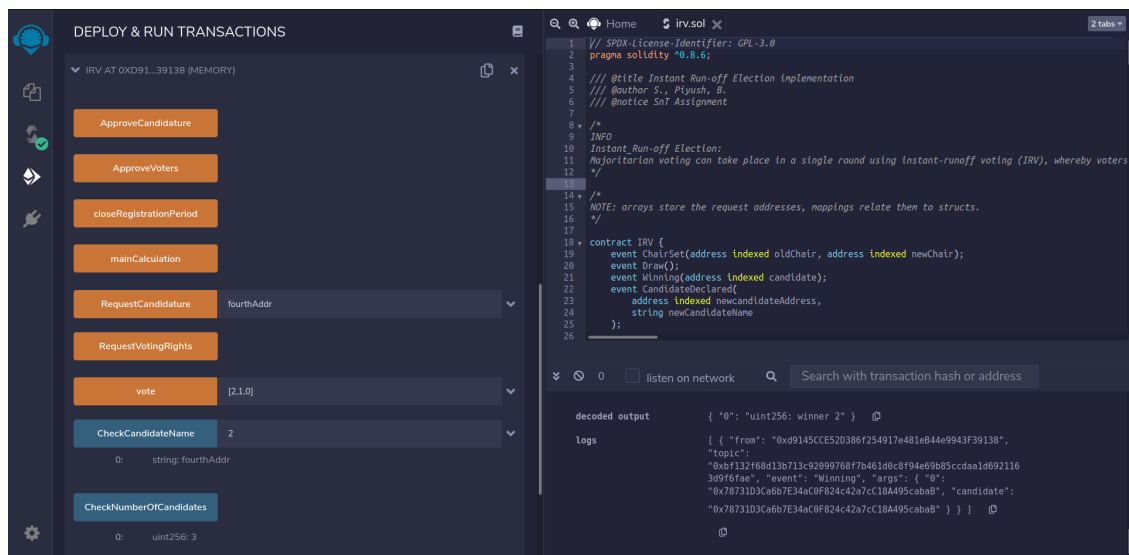 DEPLOY & RUN TRANSACTIONS
IRV AT 0XD91...39138 (MEMORY)
ApproveCandidature
ApproveVoters
closeRegistrationPeriod
mainCalculation
RequestCandidature fourthAddr
RequestVotingRights
vote [2,1,0]
CheckCandidateName 2
0: string: fourthAddr
CheckNumberOfCandidates
0: uint256: 3
Home irv.sol 2 tabs
1 // SPDX-License-Identifier: GPL-3.0
2 pragma solidity ^0.8.6;
3
4 /// @title Instant Run-off Election implementation
5 /// @author S., Piyush, B.
6 /// @notice SnT Assignment
7
8 /*
9 INFO
10 Instant_Run-off Election:
11 Majoritarian voting can take place in a single round using instant-runoff voting (IRV), whereby voters
12 */
13
14 /*
15 NOTE: arrays store the request addresses, mappings relate them to structs.
16 */
17
18 contract IRV {
19 event ChairSet(address indexed oldChair, address indexed newChair);
20 event Draw();
21 event Winning(address indexed candidate);
22 event CandidateDeclared(
23 address indexed newcandidateAddress,
24 string newCandidateName
25 );
26
0 listen on network Search with transaction hash or address
decoded output { "0": "uint256: winner 2" }
logs [ { "from": "0xd9145CCE52D386f254917e481eB44e9943F39138",
"topic":
"0xbf132f68d13b713c92099768f7b461d0c8f94e69b85ccdaa1d692116
3d9f6fae", "event": "Winning", "args": { "0":
"0x78731D3Ca6b7E34aC0F824c42a7cC18A495cabaB", "candidate":
"0x78731D3Ca6b7E34aC0F824c42a7cC18A495cabaB" } } ]